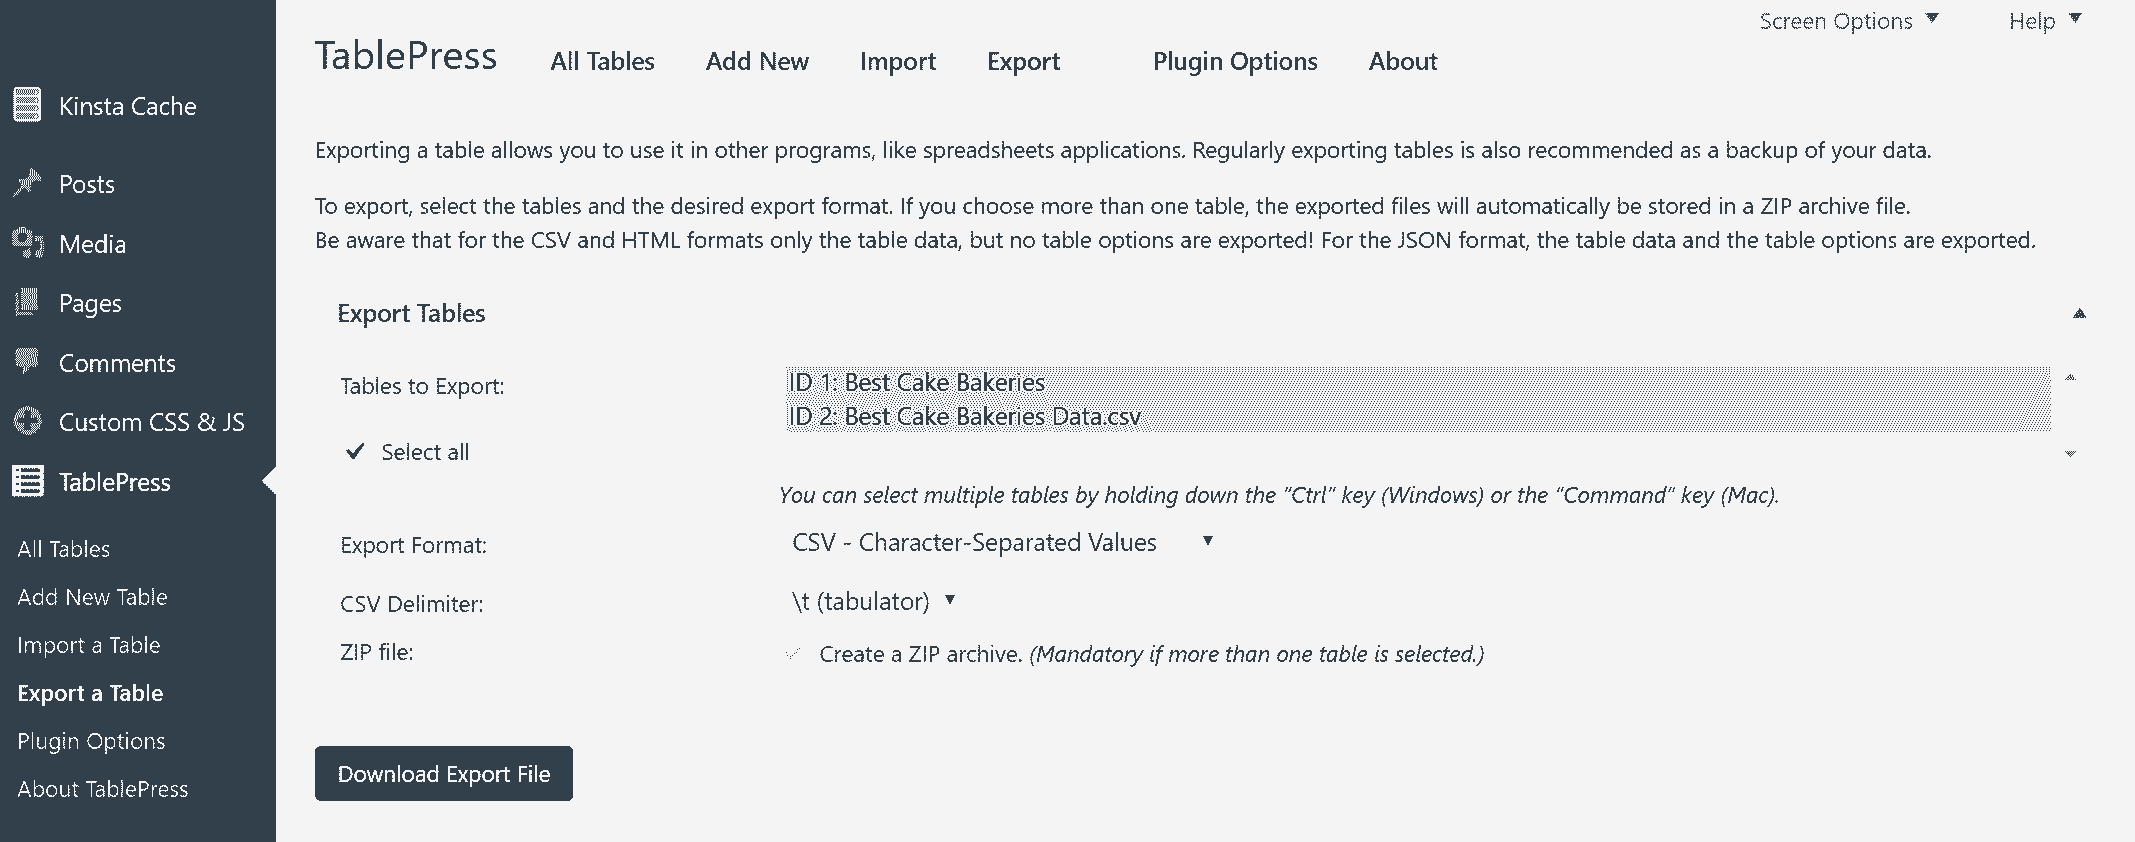 Screen Options
Help
TablePress
All Tables
Add New
Import
Export
Plugin Options
About
Kinsta Cache
Posts
Media
Pages
Comments
Custom CSS & JS
TablePress
All Tables
Add New Table
Import a Table
Export a Table
Plugin Options
About TablePress
Exporting a table allows you to use it in other programs, like spreadsheets applications. Regularly exporting tables is also recommended as a backup of your data.
To export, select the tables and the desired export format. If you choose more than one table, the exported files will automatically be stored in a ZIP archive file.
Be aware that for the CSV and HTML formats only the table data, but no table options are exported! For the JSON format, the table data and the table options are exported.
Export Tables
Tables to Export:
Select all
ID 1: Best Cake Bakeries
ID 2: Best Cake Bakeries Data.csv
You can select multiple tables by holding down the “Ctrl” key (Windows) or the “Command” key (Mac).
Export Format:
CSV - Character-Separated Values
CSV Delimiter:
\t (tabulator)
ZIP file:
Create a ZIP archive. (Mandatory if more than one table is selected.)
Download Export File